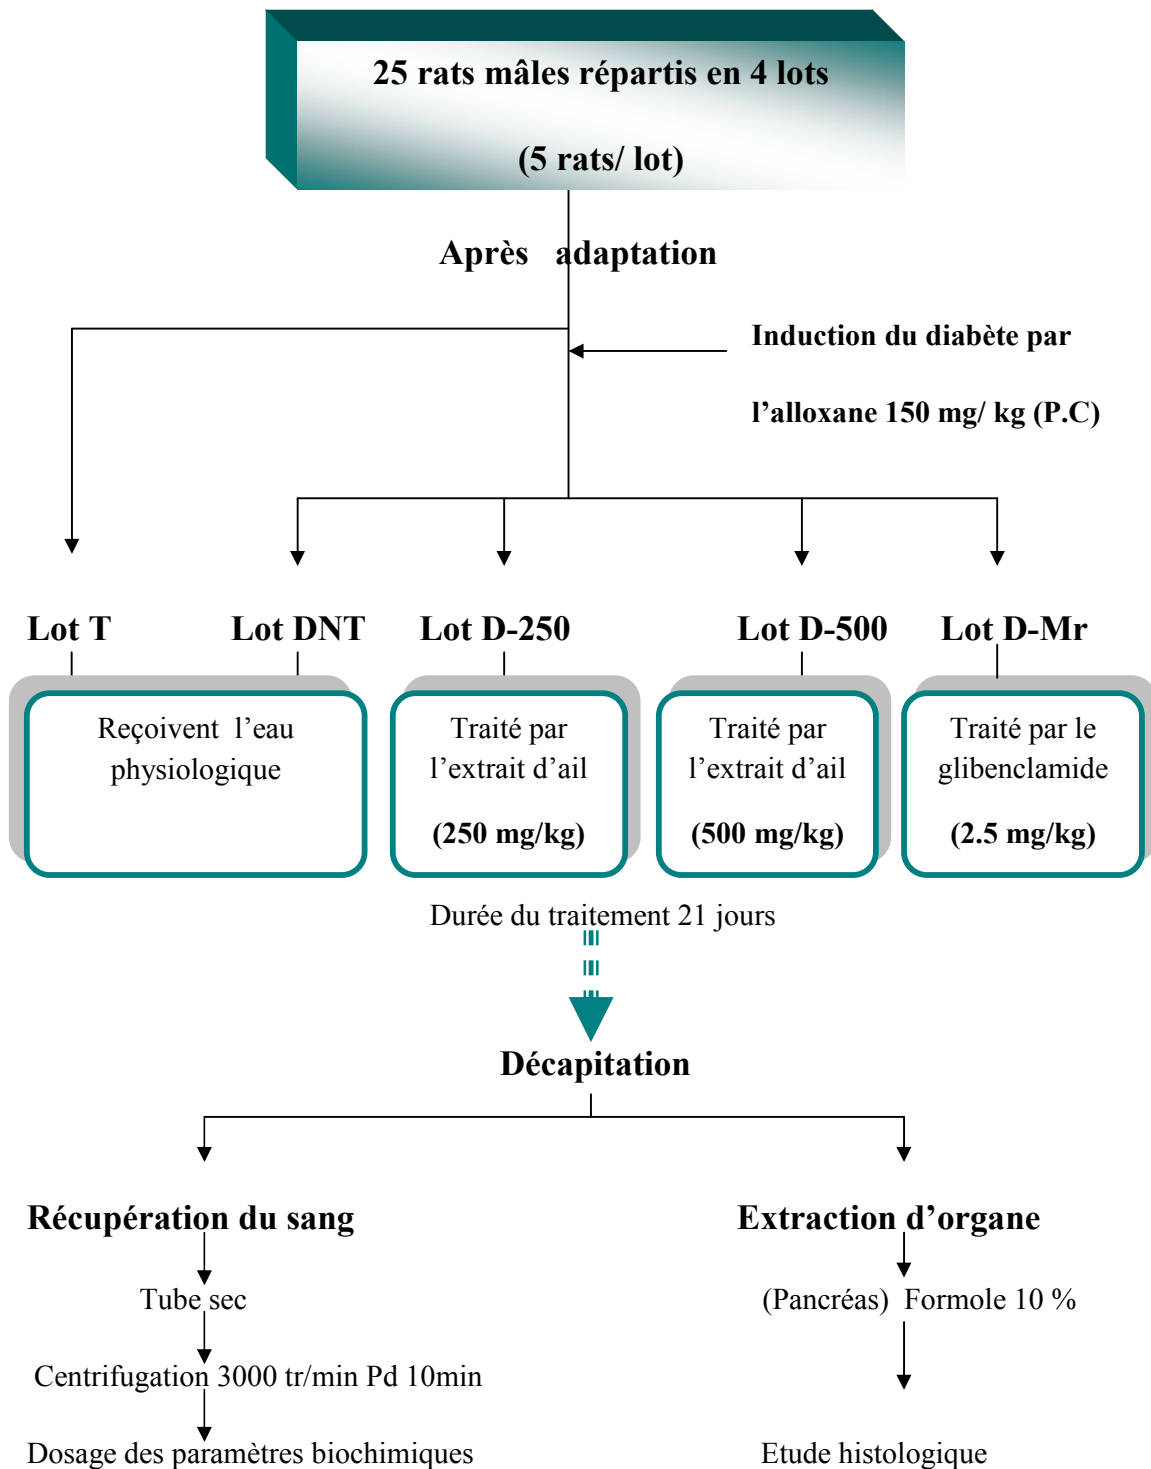 25 rats mâles répartis en 4 lots
(5 rats/ lot)
Après adaptation
Induction du diabète par
l’alloxane 150 mg/ kg (P.C)
Lot T
Lot DNT
Lot D-250
Lot D-500
Lot D-Mr
Reçoivent l’eau
physiologique
Traité par
l’extrait d’ail
(250 mg/kg)
Traité par
l’extrait d’ail
(500 mg/kg)
Traité par le
glibenclamide
(2.5 mg/kg)
Durée du traitement 21 jours
Décapitation
Récupération du sang
Tube sec
Centrifugation 3000 tr/min Pd 10min
Dosage des paramètres biochimiques
Extraction d’organe
(Pancréas) Formole 10 %
Etude histologique